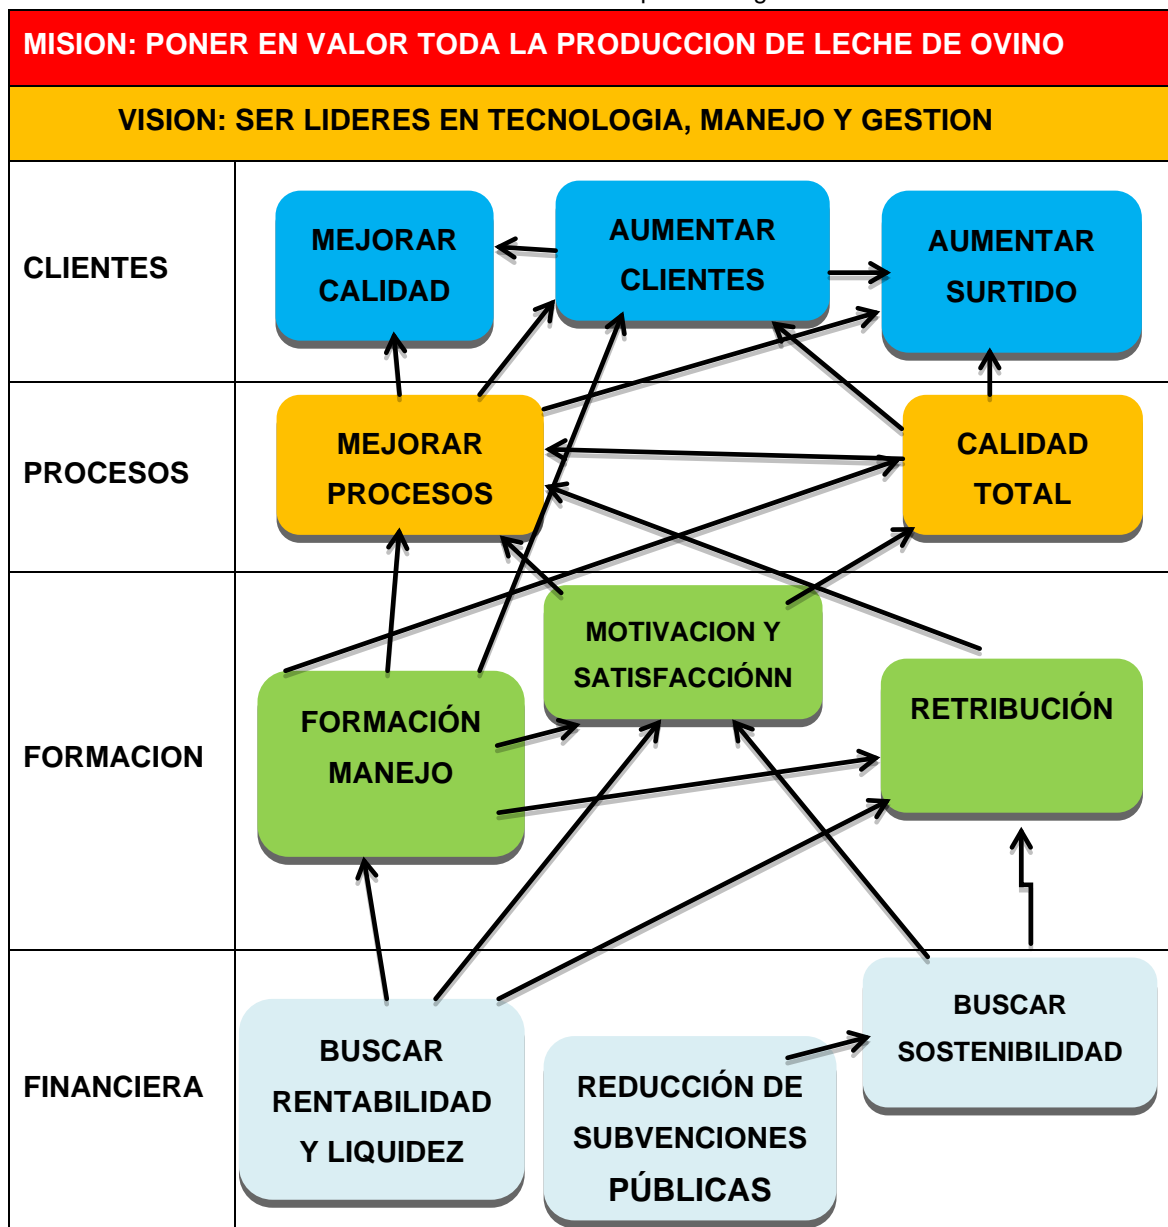 MISION: PONER EN VALOR TODA LA PRODUCCION DE LECHE DE OVINO
VISION: SER LIDERES EN TECNOLOGIA, MANEJO Y GESTION
CLIENTES
MEJORAR
CALIDAD
AUMENTAR
CLIENTES
AUMENTAR
SURTIDO
PROCESOS
MEJORAR
PROCESOS
CALIDAD
TOTAL
FORMACION
FORMACIÓN
MANEJO
MOTIVACION Y
SATISFACCIÓNN
RETRIBUCIÓN
FINANCIERA
BUSCAR
RENTABILIDAD
Y LIQUIDEZ
REDUCCIÓN DE
SUBVENCIONES
PÚBLICAS
BUSCAR
SOSTENIBILIDAD